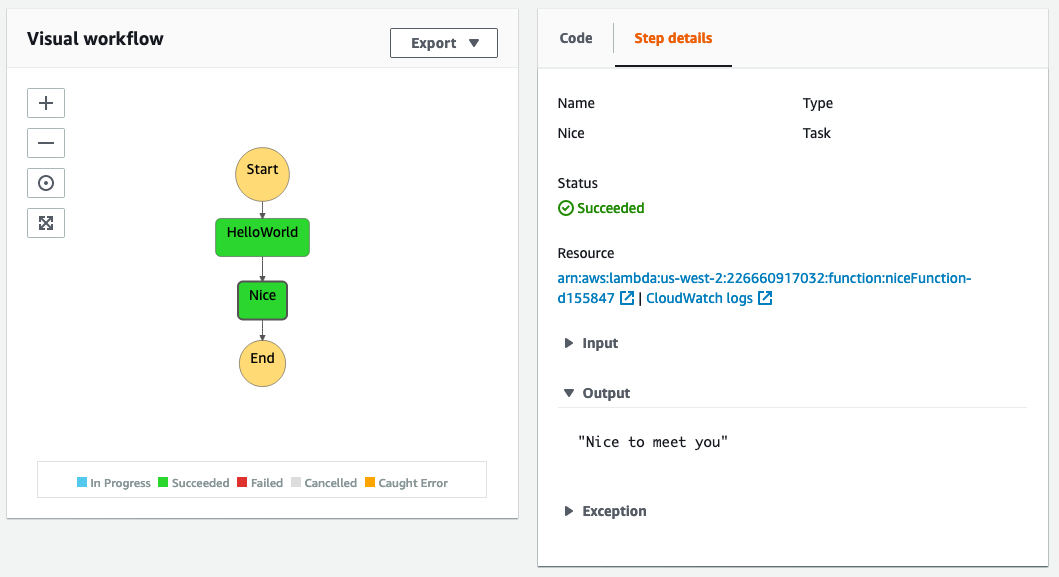 Visual workflow
Export
Start
HelloWorld
Nice
End
In Progress Succeeded Failed Cancelled Caught Error
Code Step details
Name Type
Nice Task
Status
Succeeded
Resource
arn:aws:lambda:us-west-2:226660917032:function:niceFunction-
d155847 | CloudWatch logs
Input
Output
"Nice to meet you"
Exception